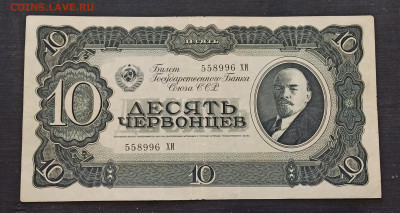 COINS.LAVE.RU
10
10
Билет 558996 ХИ
Государственного Банка
Союза ССР.
10
ДЕСЯТЬ
ЧЕРВОНЦЕВ
558996 ХИ
10
10
10